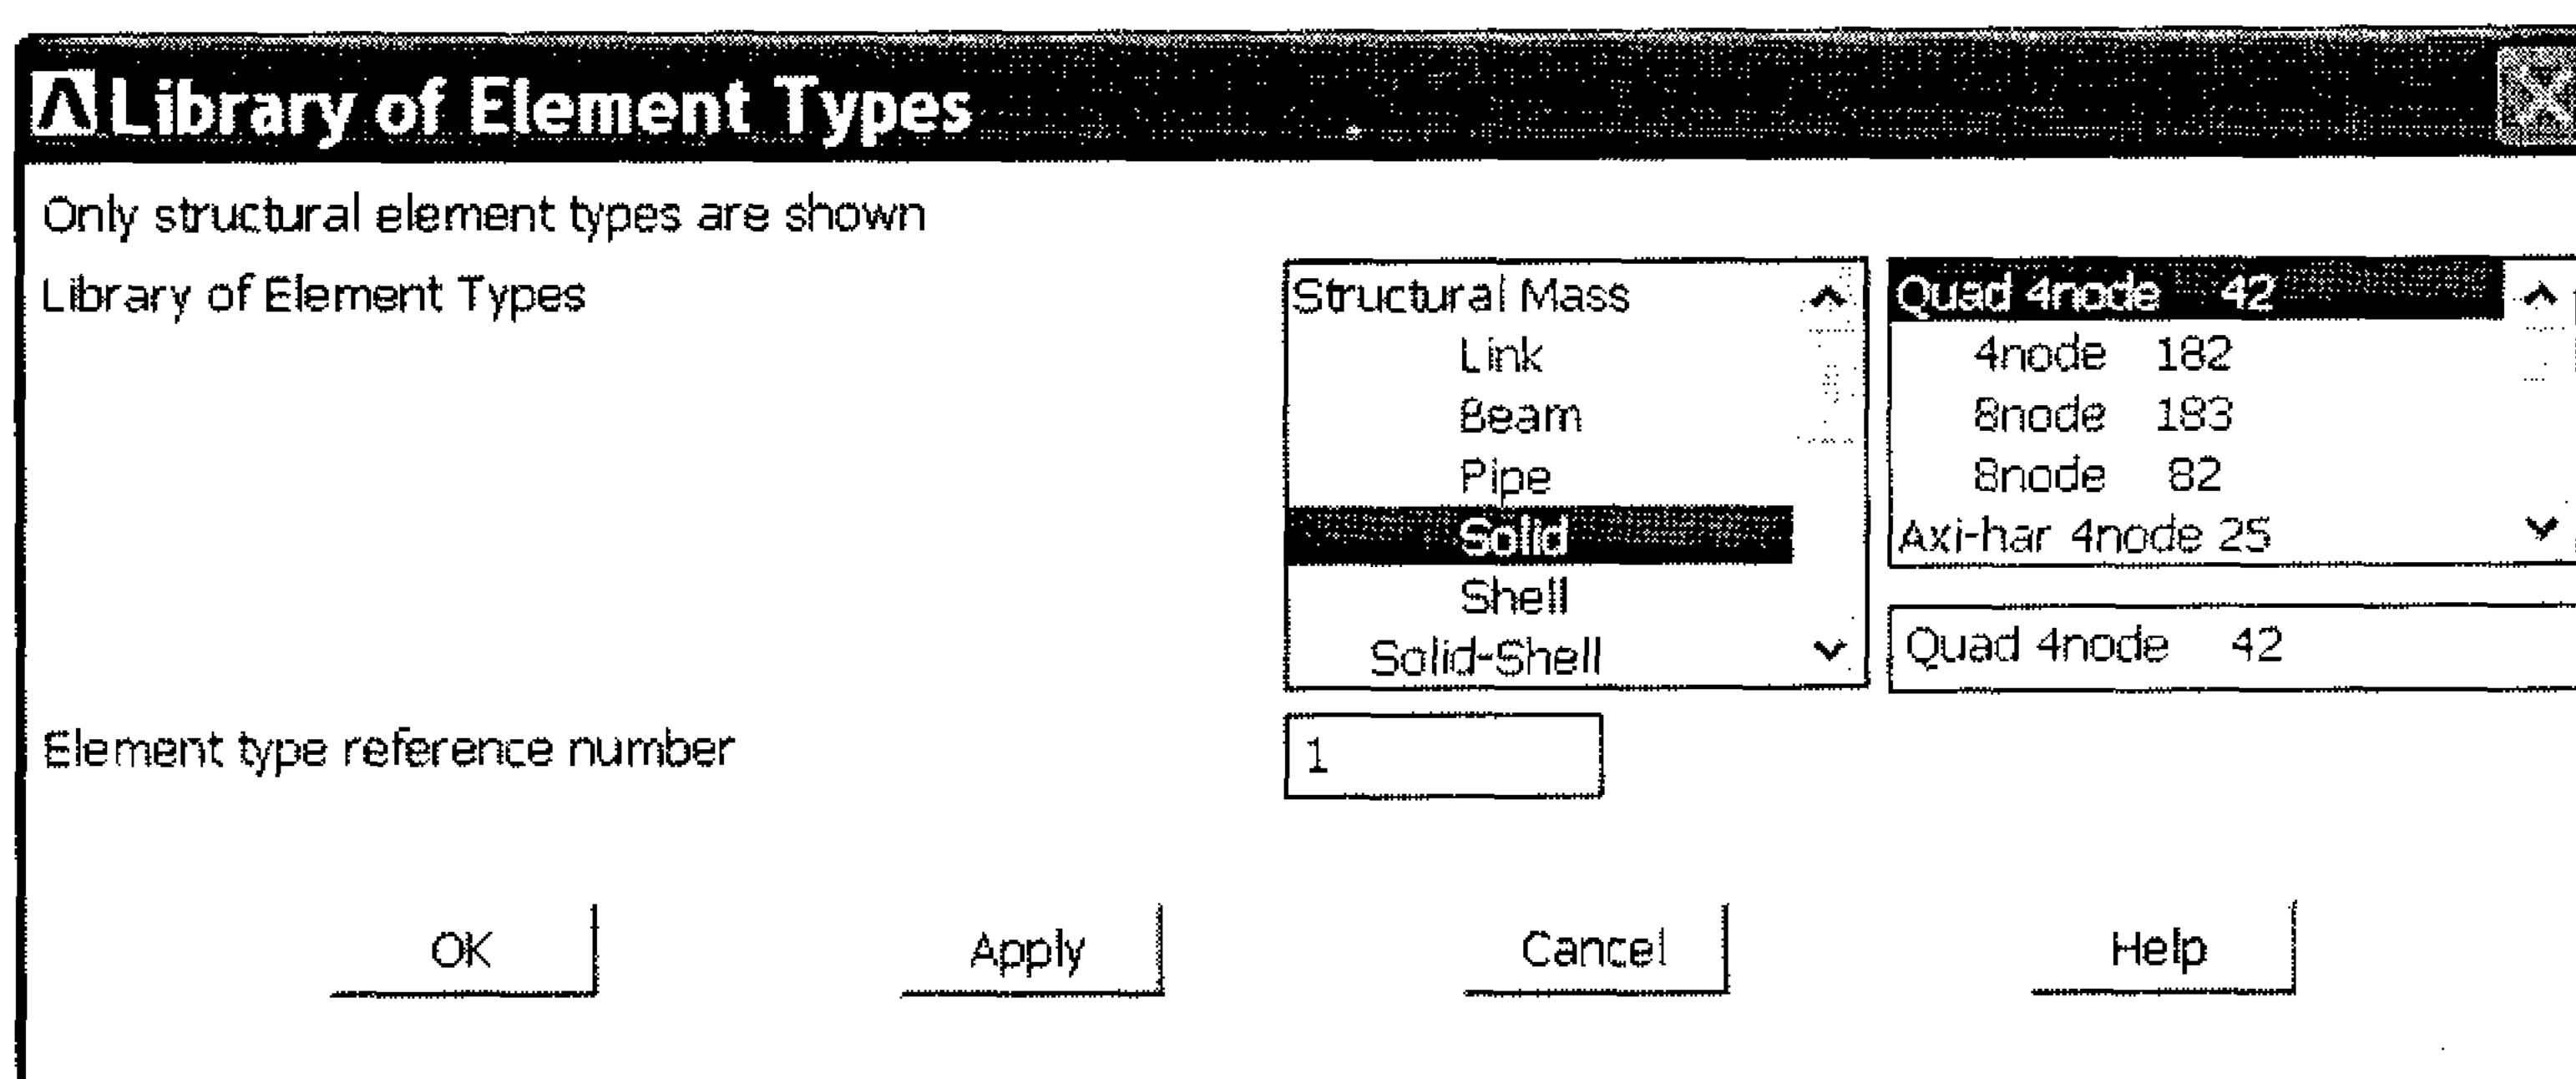 Library of Element Types
Only structural element types are shown
Library of Element Types
Structural Mass
Link
Beam
Pipe
Solid
Shell
Solid-Shell
Quad 4node 42
4node 182
8node 183
8node 82
Axi-har 4node 25
Quad 4node 42
Element type reference number
1
OK
Apply
Cancel
Help